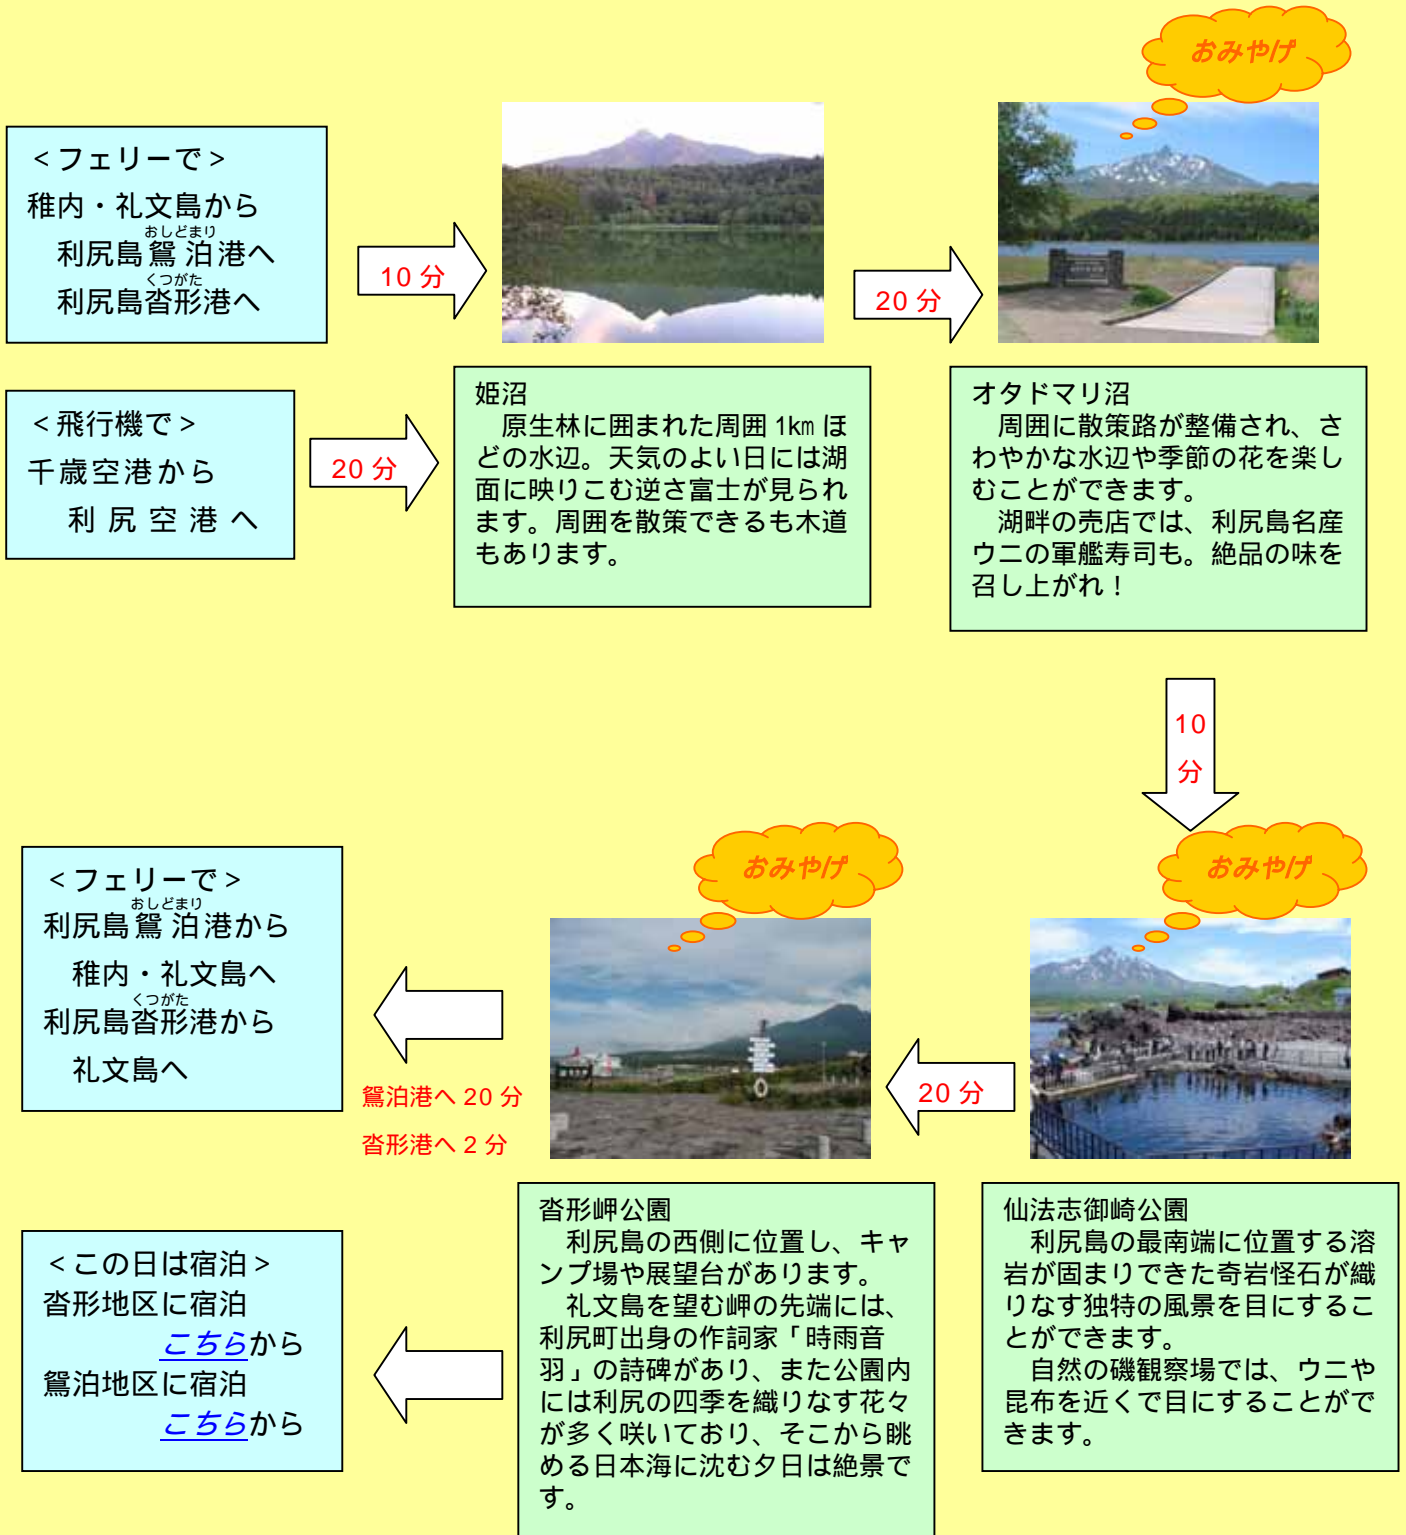 おみやげ
<フェリーで>
稚内・礼文島から
おしどまり
利尻島鴛泊港へ
くつがた
利尻島沓形港へ
10 分
20 分
<飛行機で>
千歳空港から
利尻空港へ
20 分
姫沼
原生林に囲まれた周囲 1km ほ
どの水辺。天気のよい日には湖
面に映りこむ逆さ富士が見られ
ます。周囲を散策できるも木道
もあります。
オタドマリ沼
周囲に散策路が整備され、さ
わやかな水辺や季節の花を楽し
むことができます。
湖畔の売店では、利尻島名産
ウニの軍艦寿司も。絶品の味を
召し上がれ！
10
分
おみやげ
おみやげ
<フェリーで>
おしどまり
利尻島鴛泊港から
稚内・礼文島へ
くつがた
利尻島沓形港から
礼文島へ
鴛泊港へ 20 分
沓形港へ 2 分
20 分
<この日は宿泊>
沓形地区に宿泊
こちらから
鴛泊地区に宿泊
こちらから
沓形岬公園
利尻島の西側に位置し、キャ
ンプ場や展望台があります。
礼文島を望む岬の先端には、
利尻町出身の作詞家「時雨音
羽」の詩碑があり、また公園内
には利尻の四季を織りなす花々
が多く咲いており、そこから眺
める日本海に沈む夕日は絶景で
す。
仙法志御崎公園
利尻島の最南端に位置する溶
岩が固まりできた奇岩怪石が織
りなす独特の風景を目にするこ
とができます。
自然の磯観察場では、ウニや
昆布を近くで目にすることがで
きます。